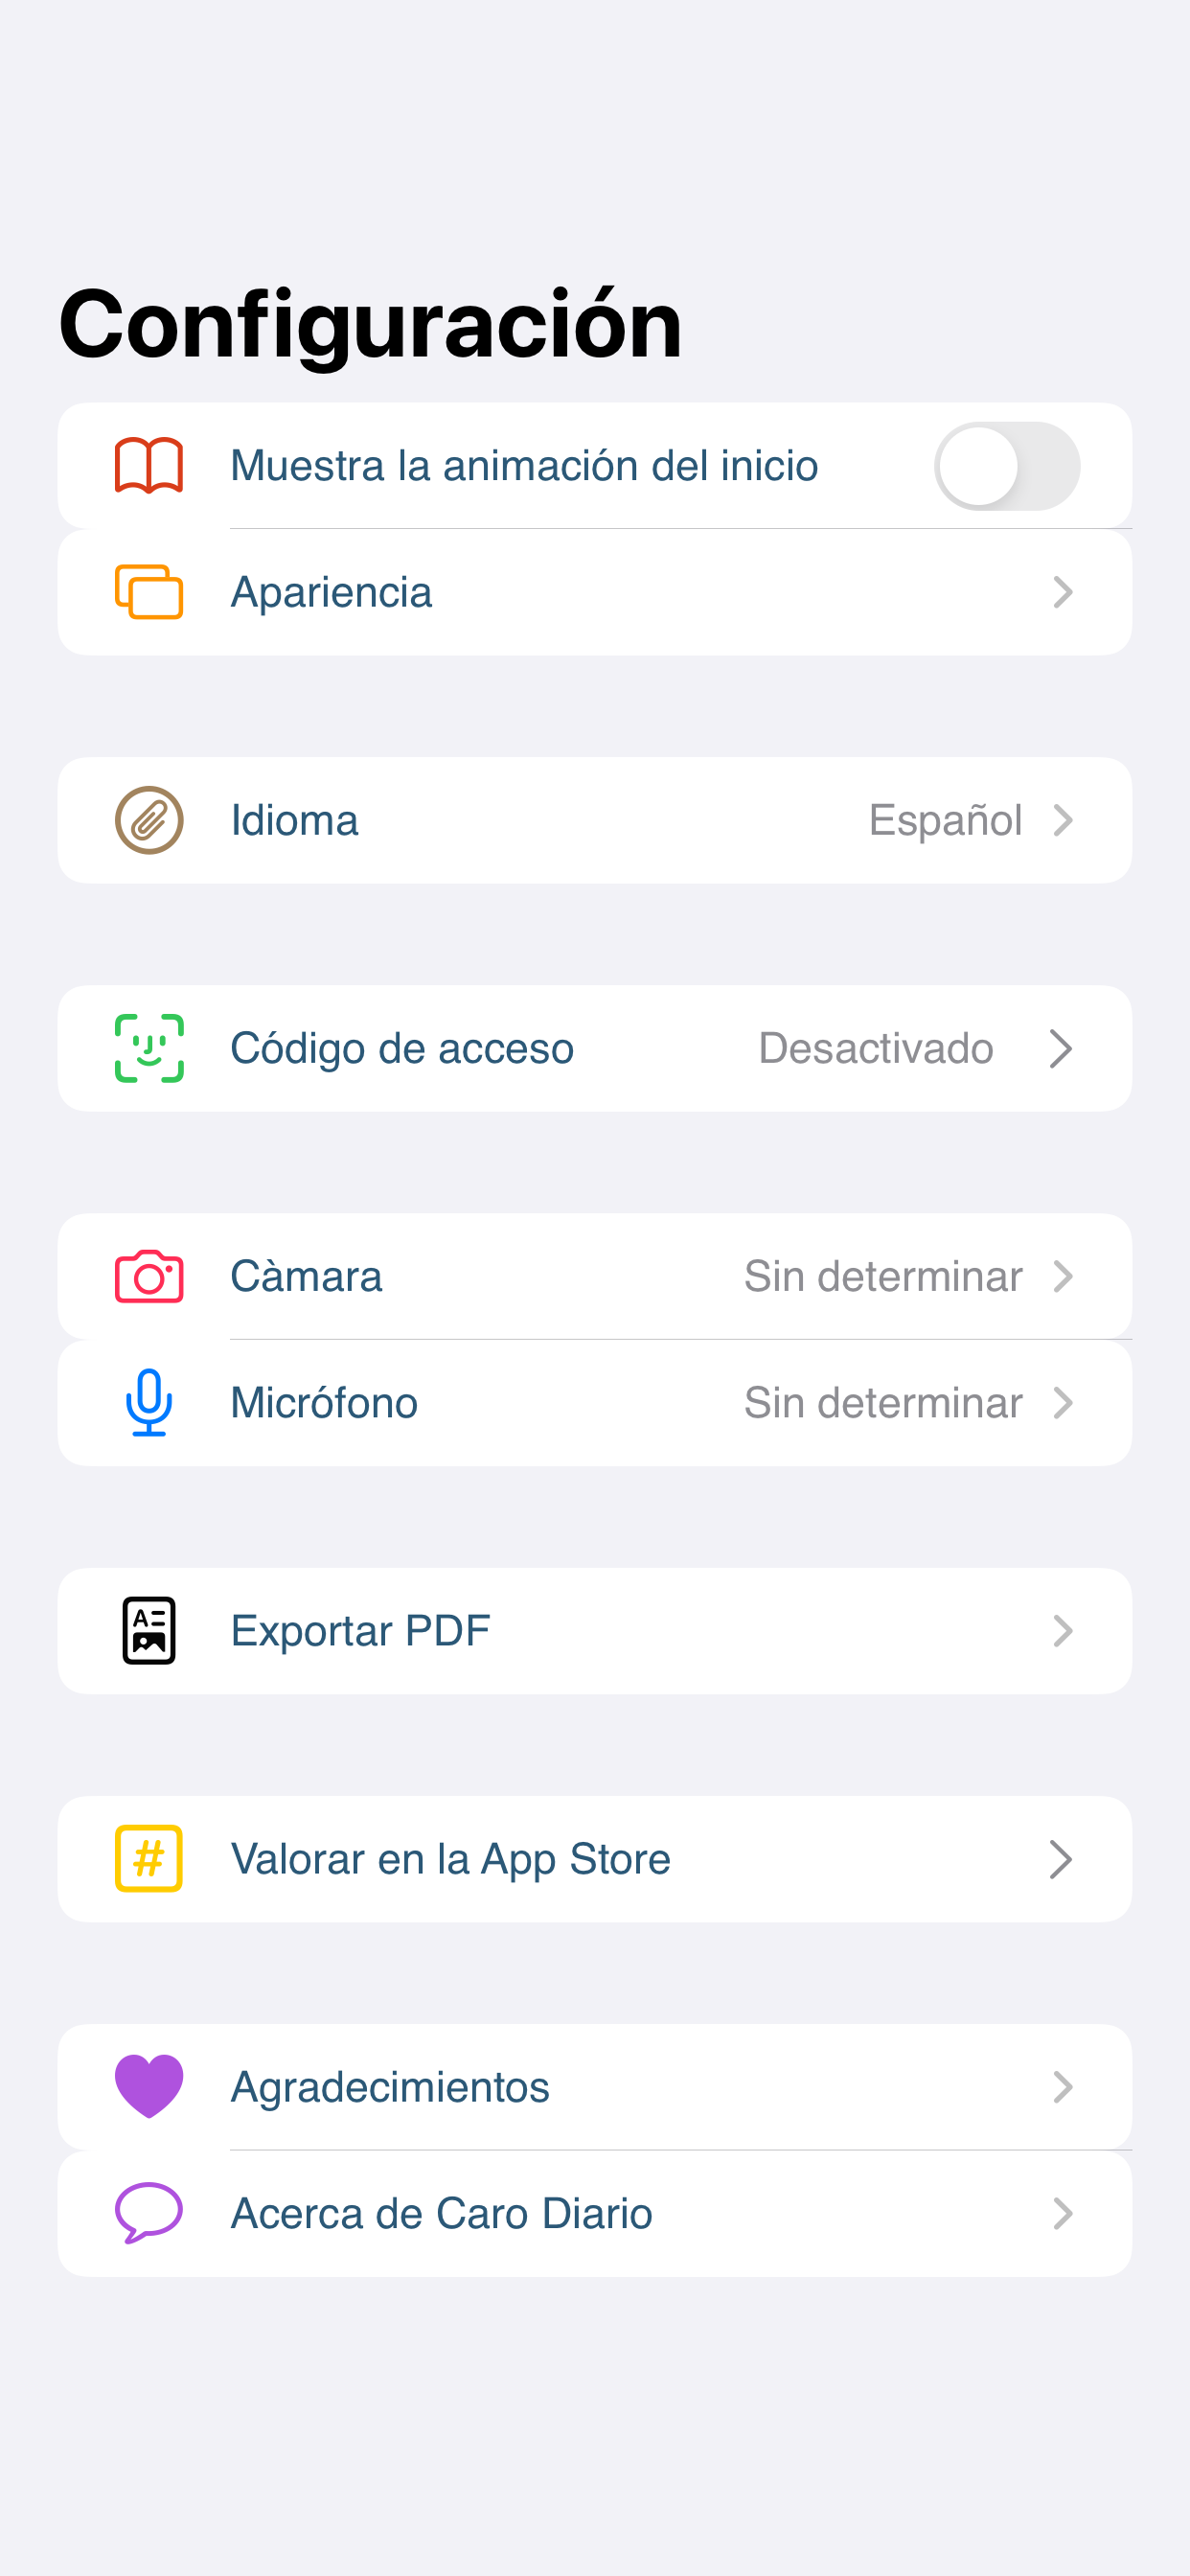 Configuración
Muestra la animación del inicio
Apariencia
Idioma Español
Código de acceso Desactivado
Càmara Sin determinar
Micrófono Sin determinar
Exportar PDF
Valorar en la App Store
Agradecimientos
Acerca de Caro Diario